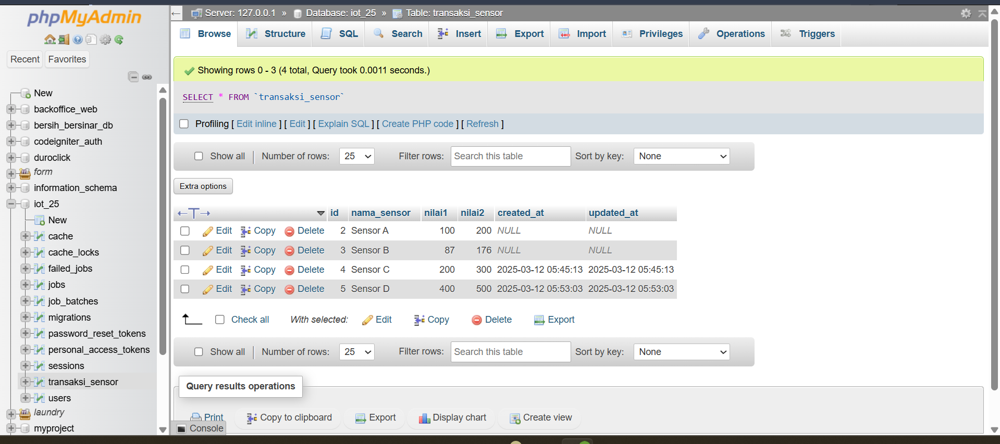 phpMyAdmin
Recent Favorites
New
backoffice_web
bersih_bersinar_db
codeigniter_auth
duroclick
form
information_schema
iot_25
New
cache
cache_locks
failed_jobs
jobs
job_batches
migrations
password_reset_tokens
personal_access_tokens
sessions
transaksi_sensor
users
laundry
myproject
Server: 127.0.0.1 » Database: iot_25 » Table: transaksi_sensor
Browse Structure SQL Search Insert Export Import Privileges Operations Triggers
Showing rows 0 - 3 (4 total, Query took 0.0011 seconds.)
SELECT * FROM `transaksi_sensor`
Profiling [ Edit inline ] [ Edit ] [ Explain SQL ] [ Create PHP code ] [ Refresh ]
Show all Number of rows: 25 Filter rows: Search this table Sort by key: None
Extra options
id nama_sensor nilai1 nilai2 created_at updated_at
Edit Copy Delete 2 Sensor A 100 200 NULL NULL
Edit Copy Delete 3 Sensor B 87 176 NULL NULL
Edit Copy Delete 4 Sensor C 200 300 2025-03-12 05:45:13 2025-03-12 05:45:13
Edit Copy Delete 5 Sensor D 400 500 2025-03-12 05:53:03 2025-03-12 05:53:03
Check all With selected: Edit Copy Delete Export
Show all Number of rows: 25 Filter rows: Search this table Sort by key: None
Query results operations
Print Copy to clipboard Export Display chart Create view
Console